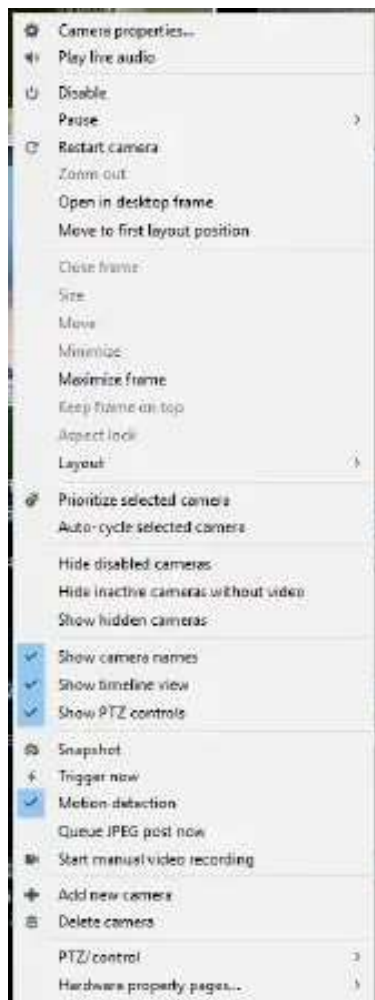 Camera properties...
Play live audio
Disable
Pause
Restart camera
Zoom out
Open in desktop frame
Move to first layout position
Close frame
Size
Move
Minimize
Maximize frame
Keep frame on top
Aspect lock
Layout
Prioritize selected camera
Auto-cycle selected camera
Hide disabled cameras
Hide inactive cameras without video
Show hidden cameras
Show camera names
Show timeline view
Show PTZ controls
Snapshot
Trigger now
Motion detection
Queue JPEG post now
Start manual video recording
Add new camera
Delete camera
PTZ/control
Hardware property pages...